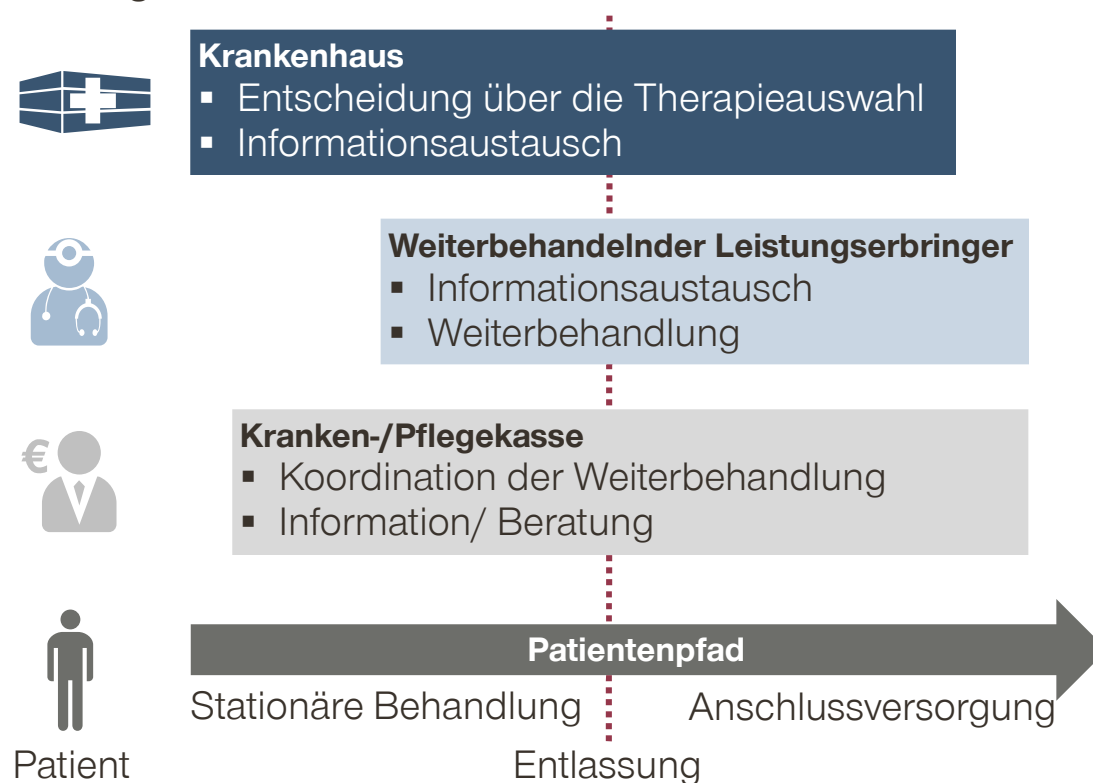 Krankenhaus
▪ Entscheidung über die Therapieauswahl
▪ Informationsaustausch
Weiterbehandelnder Leistungserbringer
▪ Informationsaustausch
▪ Weiterbehandlung
€
Kranken-/Pflegekasse
▪ Koordination der Weiterbehandlung
▪ Information/ Beratung
Patientenpfad
Stationäre Behandlung
Anschlussversorgung
Patient
Entlassung